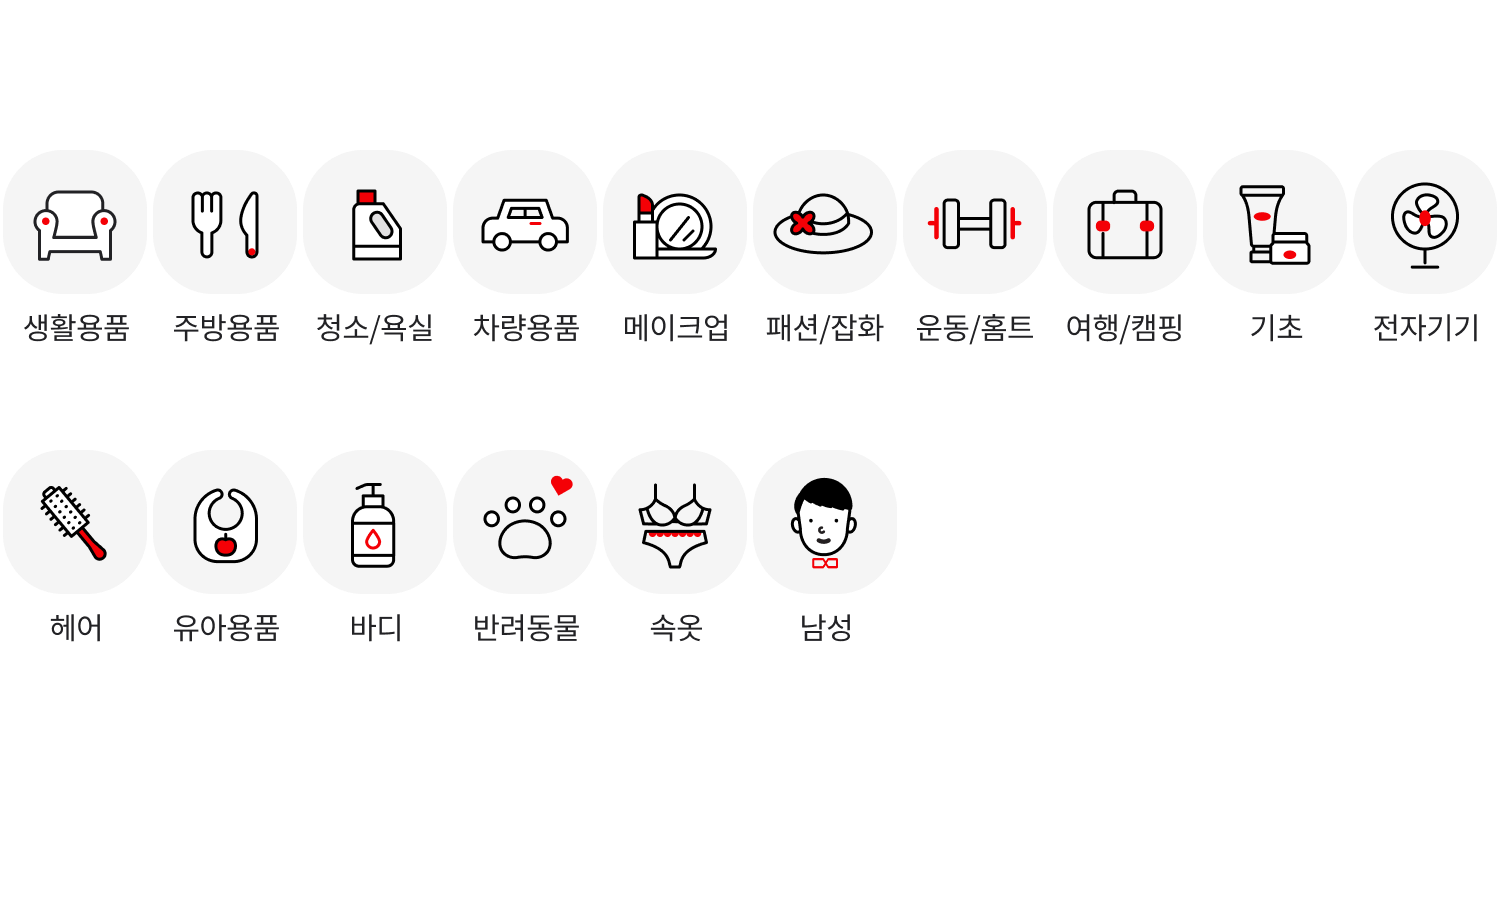 생활용품 주방용품 청소/욕실 차량용품 메이크업 패션/잡화 운동/홈트 여행/캠핑 기초 전자기기
헤어 유아용품 바디 반려동물 속옷 남성